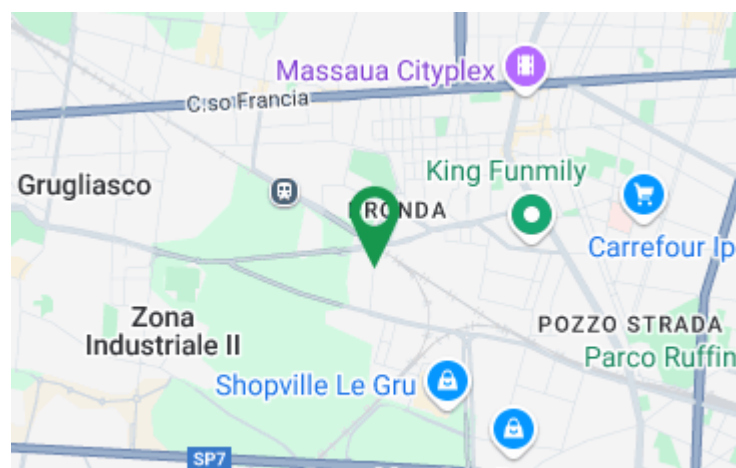 Massaua Cityplex
C.so Francia
Grugliasco
King Funmily
RONDA
Carrefour Ip
Zona
Industriale II
POZZO STRADA
Parco Ruffin
Shopville Le Gru
SP7